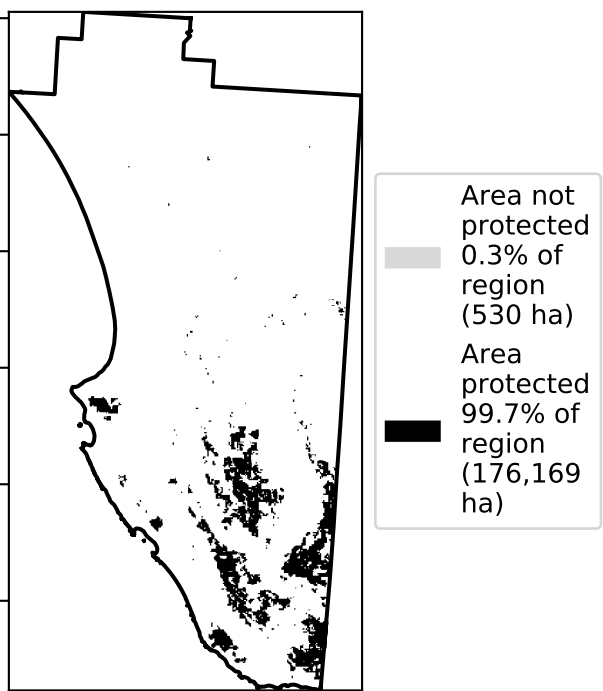 Area not
protected
0.3% of
region
(530 ha)
Area
protected
99.7% of
region
(176,169
ha)